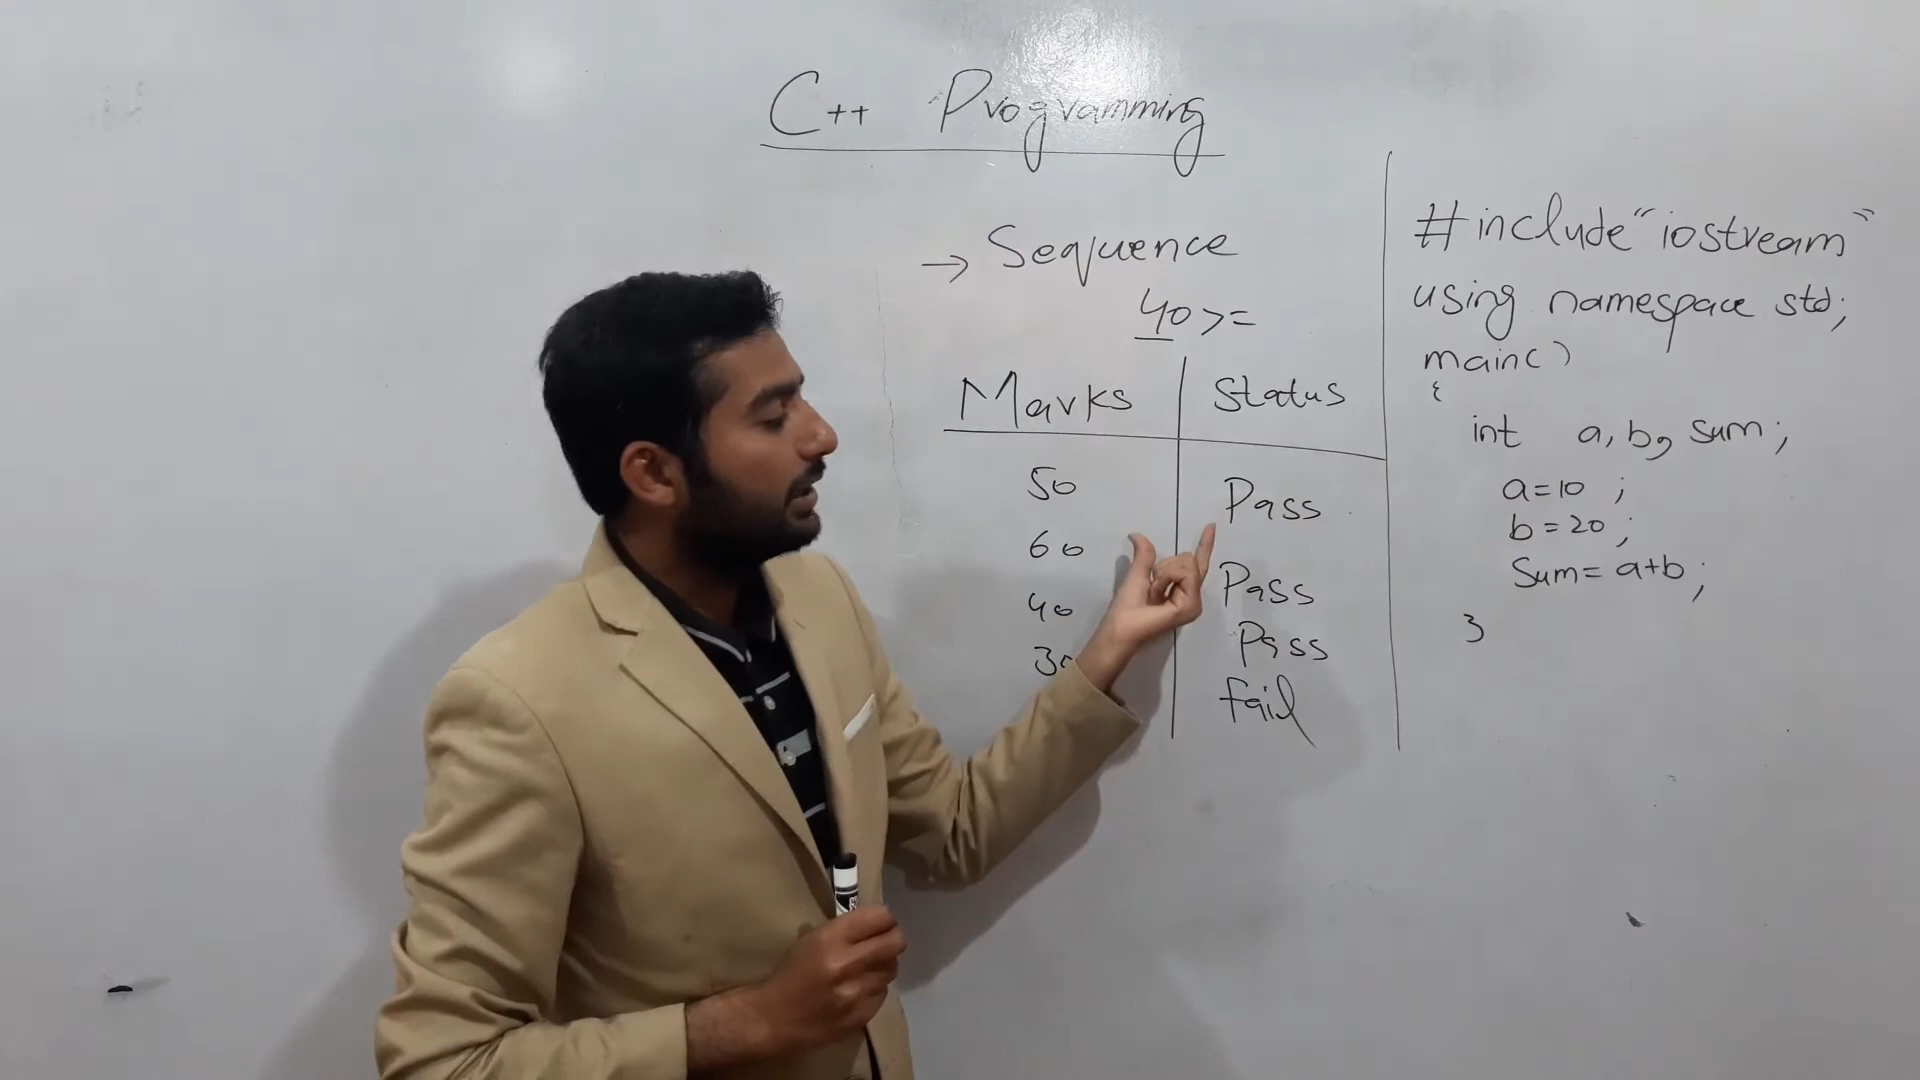 C++ Programming
→ Sequence
40 >=
Marks Status
50 Pass
60 Pass
40 Pass
30 Fail
#include "iostream"
using namespace std;
main()
{
int a, b, sum;
a=10 ;
b=20 ;
Sum= a+b ;
}